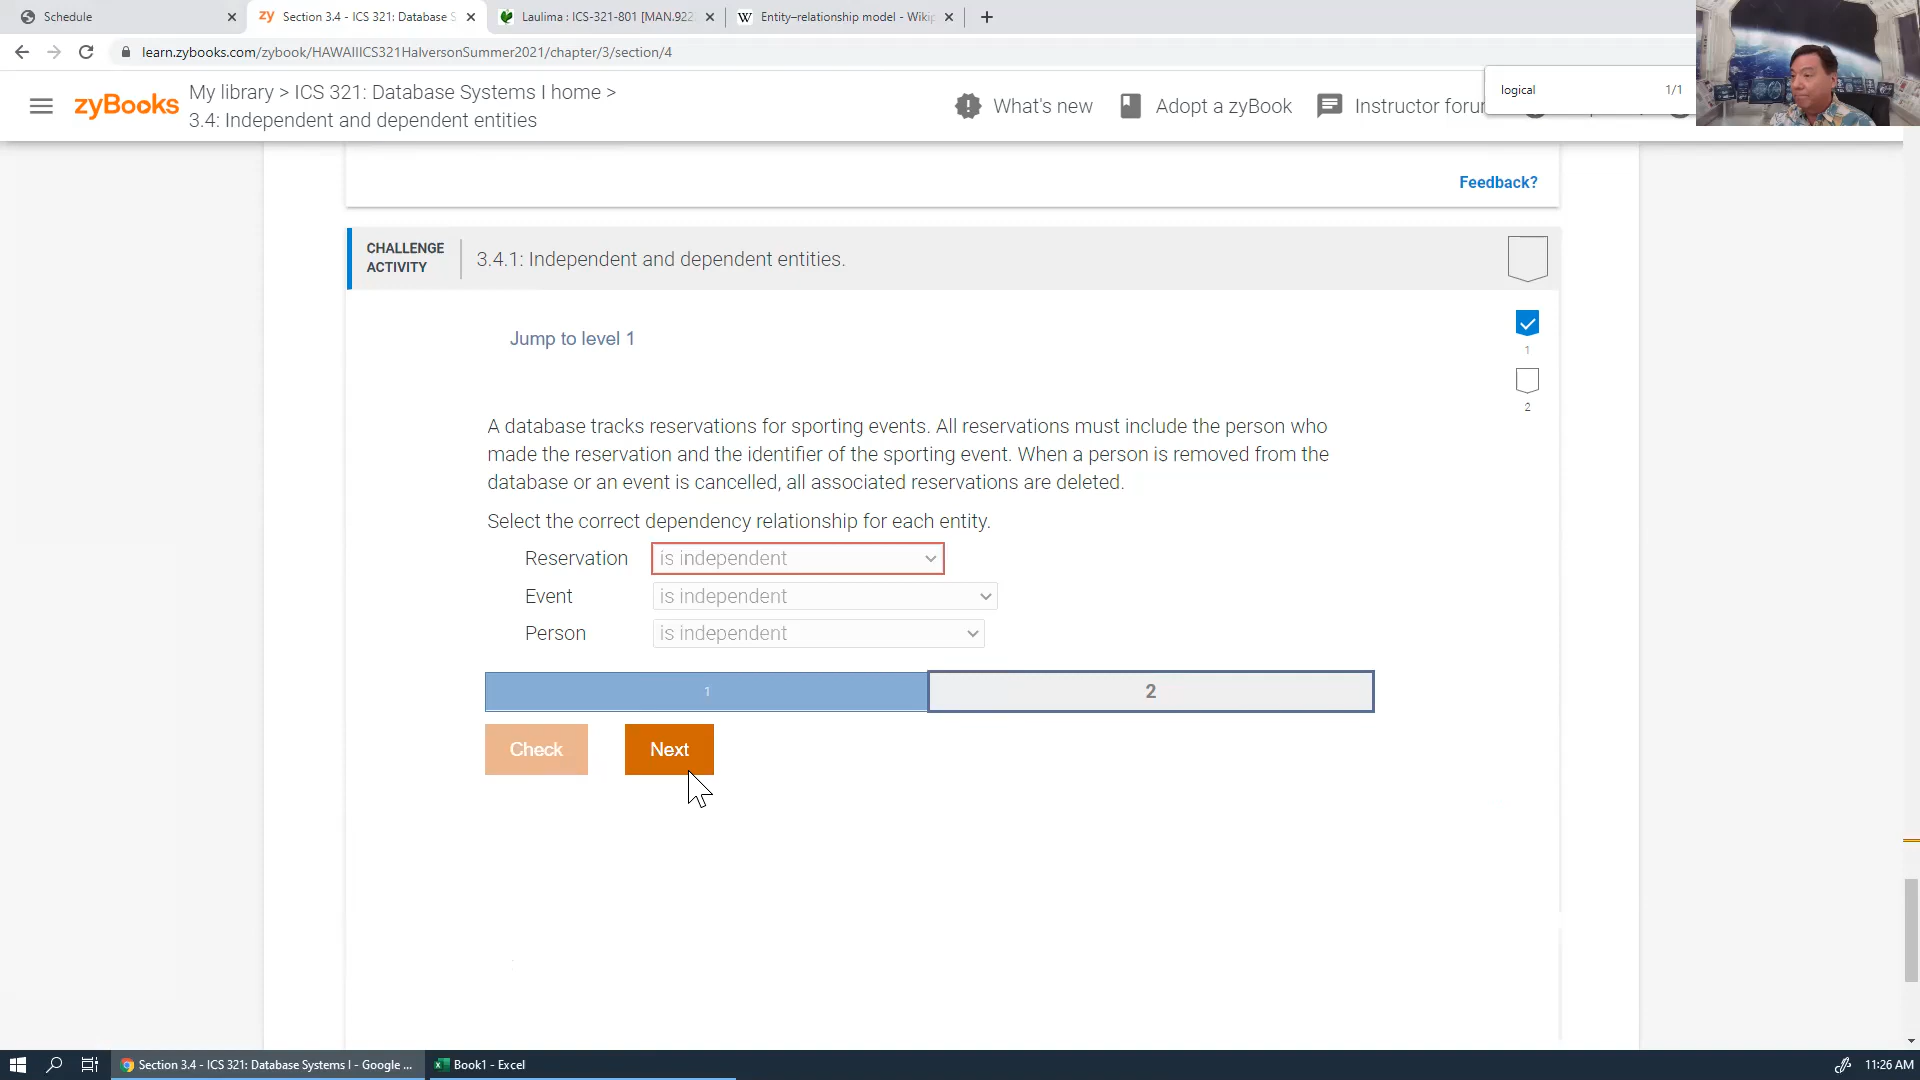 Schedule
zy Section 3.4 - ICS 321: Database S
Laulima : ICS-321-801 [MAN.922
W Entity–relationship model - Wikip
learn.zybooks.com/zybook/HAWAIIICS321HalversonSummer2021/chapter/3/section/4
logical 1/1
zyBooks
My library > ICS 321: Database Systems I home >
3.4: Independent and dependent entities
What's new
Adopt a zyBook
Instructor forum
Feedback?
CHALLENGE
ACTIVITY
3.4.1: Independent and dependent entities.
Jump to level 1
1
2
A database tracks reservations for sporting events. All reservations must include the person who
made the reservation and the identifier of the sporting event. When a person is removed from the
database or an event is cancelled, all associated reservations are deleted.
Select the correct dependency relationship for each entity.
Reservation is independent
Event is independent
Person is independent
1 2
Check Next
Section 3.4 - ICS 321: Database Systems I - Google ...
Book1 - Excel
11:26 AM